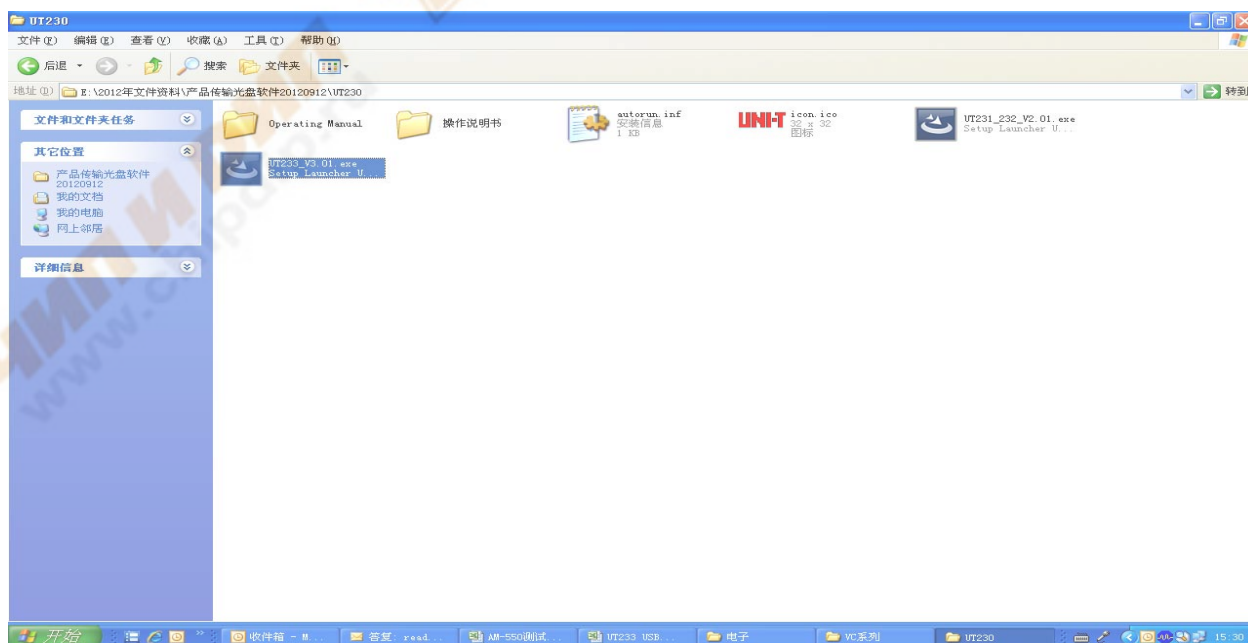 UT230
文件(F) 编辑(E) 查看(V) 收藏(A) 工具(T) 帮助(H)
后退 搜索 文件夹
地址(D) E:\2012年文件资料\产品传输光盘软件20120912\UT230 转到
文件和文件夹任务
其它位置
产品传输光盘软件
20120912
我的文档
我的电脑
网上邻居
详细信息
Operating Manual
操作说明书
autorun.inf
安装信息
1 KB
UNI-T
icon.ico
32 x 32
图标
UT231_232_V2.01.exe
Setup Launcher U...
UT233_V3.01.exe
Setup Launcher U...
www.chipdip.ru
开始 收件箱 - M... 答复: read... AM-550测试... UT233 USB... 电子 VC系列 UT230 15:30